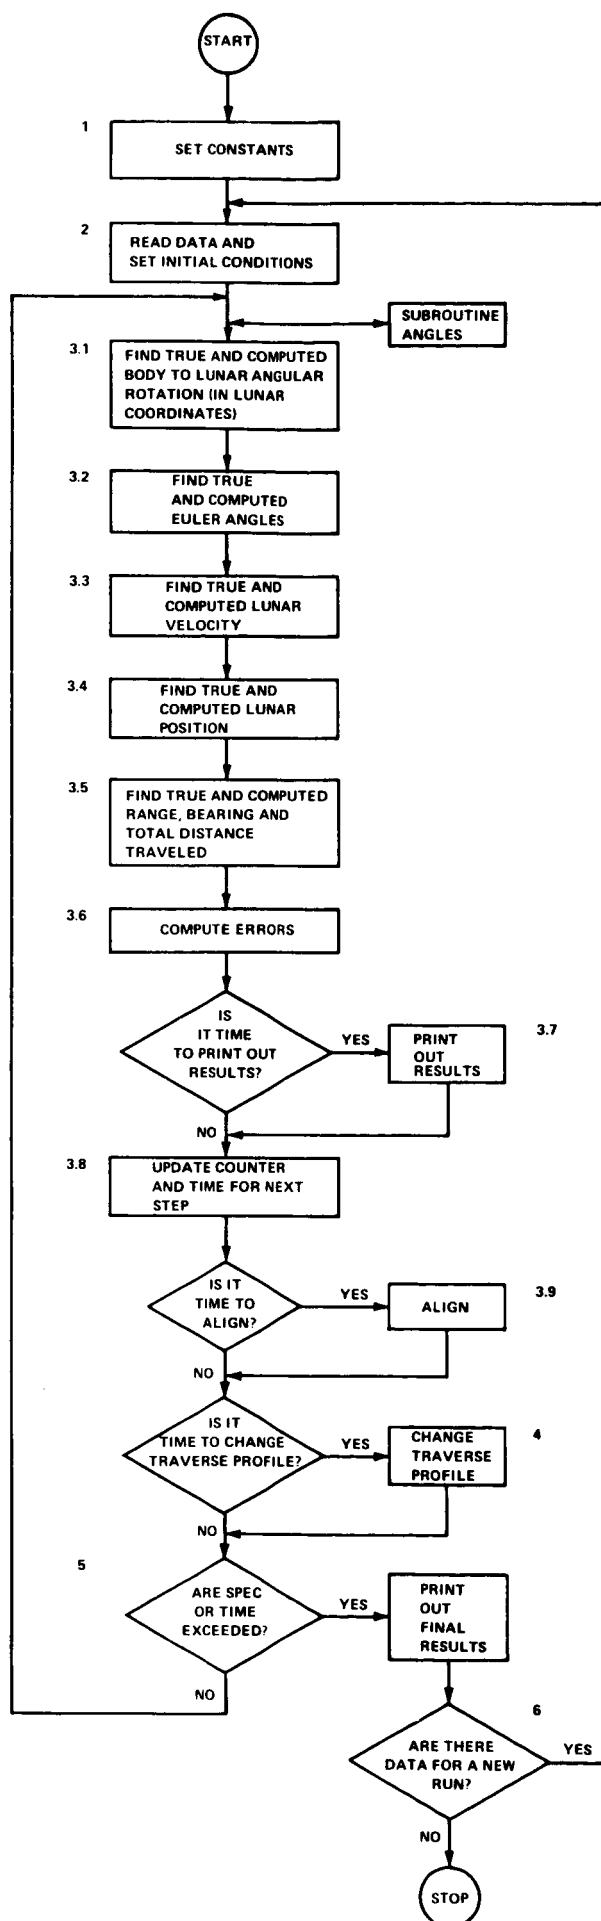 START
1
SET CONSTANTS
2
READ DATA AND
SET INITIAL CONDITIONS
SUBROUTINE
ANGLES
3.1
FIND TRUE AND COMPUTED
BODY TO LUNAR ANGULAR
ROTATION (IN LUNAR
COORDINATES)
3.2
FIND TRUE
AND COMPUTED
EULER ANGLES
3.3
FIND TRUE AND
COMPUTED LUNAR
VELOCITY
3.4
FIND TRUE AND
COMPUTED LUNAR
POSITION
3.5
FIND TRUE AND COMPUTED
RANGE, BEARING AND
TOTAL DISTANCE
TRAVELED
3.6
COMPUTE ERRORS
IS
IT TIME
TO PRINT OUT
RESULTS?
YES
3.7
PRINT
OUT
RESULTS
NO
3.8
UPDATE COUNTER
AND TIME FOR NEXT
STEP
IS IT
TIME TO
ALIGN?
YES
3.9
ALIGN
NO
IS IT
TIME TO CHANGE
TRAVERSE PROFILE?
YES
4
CHANGE
TRAVERSE
PROFILE
NO
5
ARE SPEC
OR TIME
EXCEEDED?
YES
PRINT
OUT
FINAL
RESULTS
NO
6
ARE THERE
DATA FOR A NEW
RUN?
YES
NO
STOP